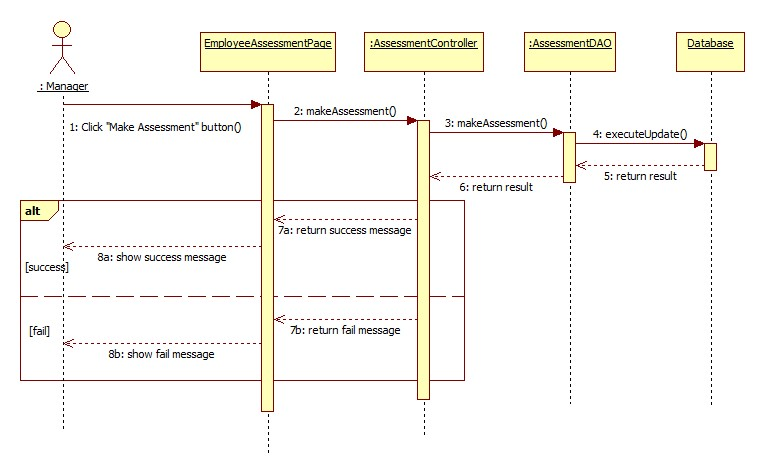 EmployeeAssessmentPage
:AssessmentController
:AssessmentDAO
Database
: Manager
1: Click "Make Assessment" button()
2: makeAssessment()
3: makeAssessment()
4: executeUpdate()
5: return result
6: return result
alt
7a: return success message
8a: show success message
[success]
7b: return fail message
[fail]
8b: show fail message